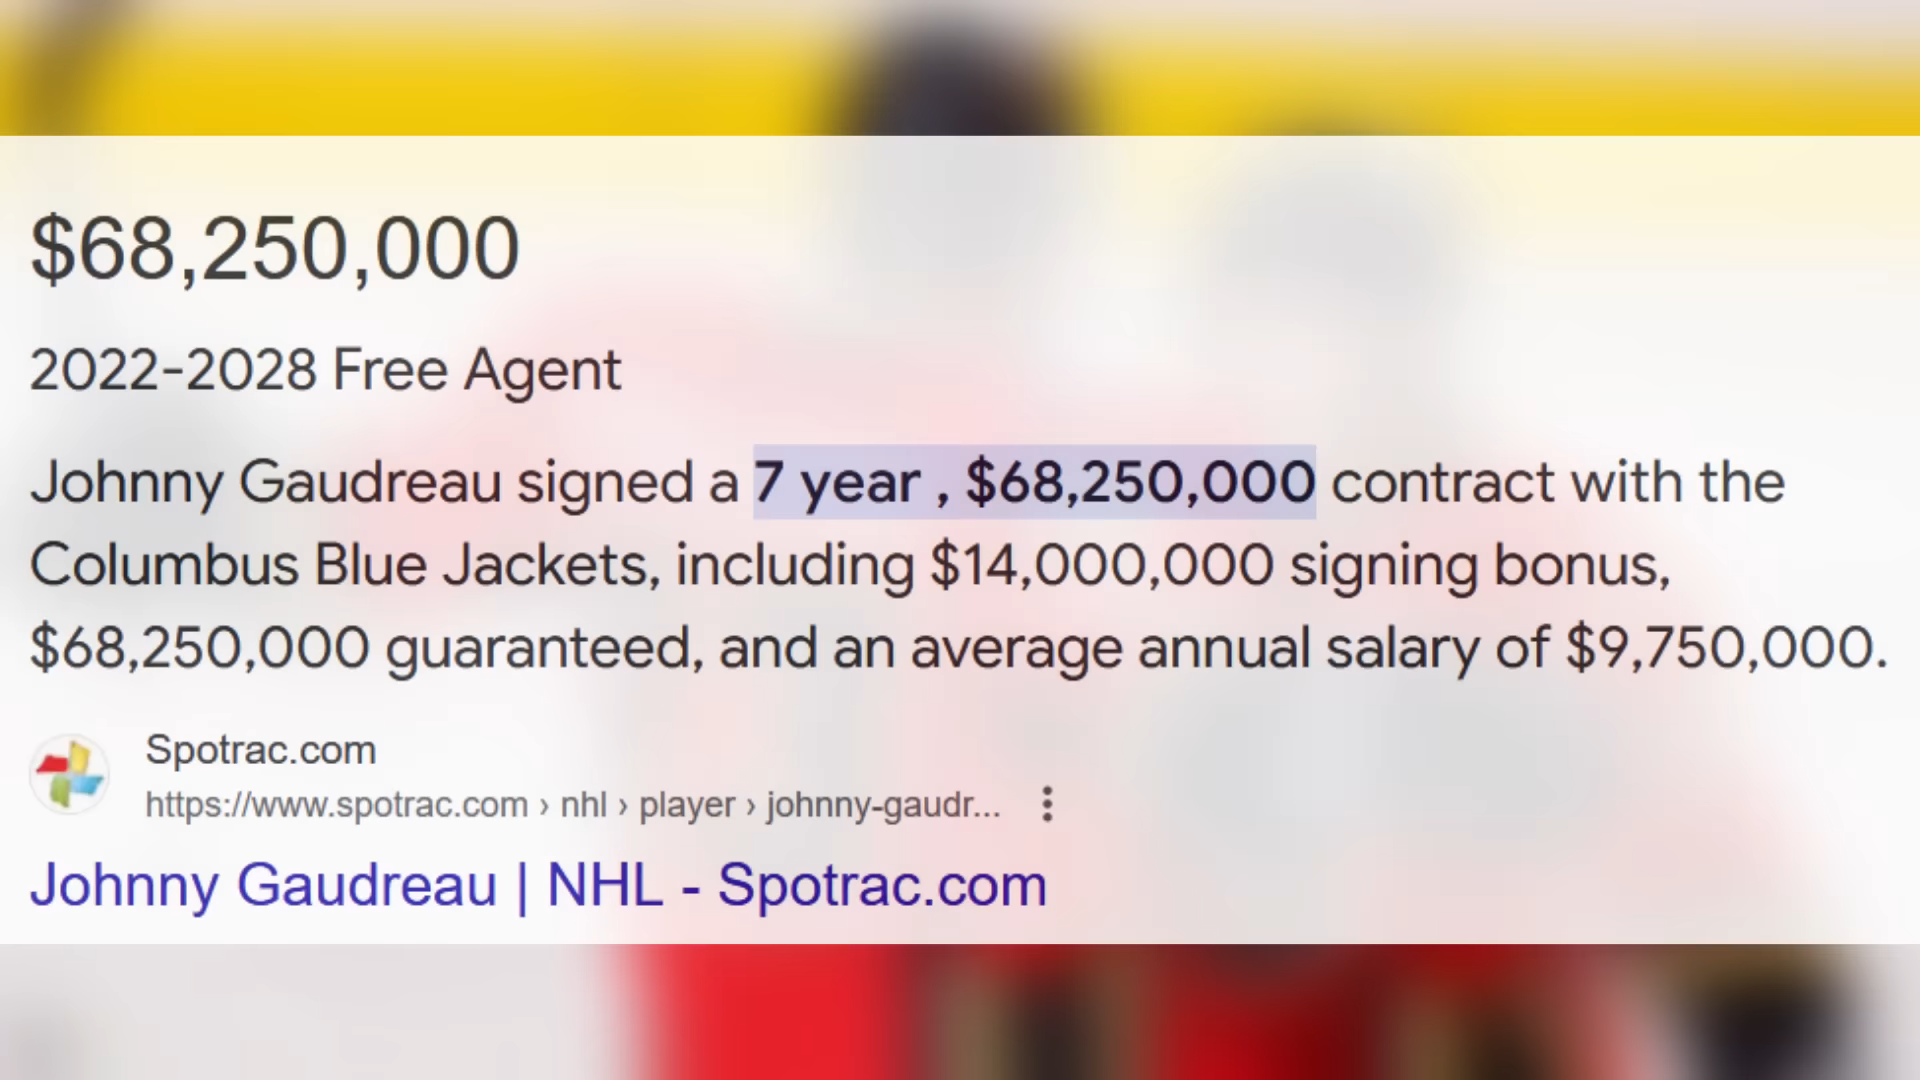 $68,250,000
2022-2028 Free Agent
Johnny Gaudreau signed a 7 year , $68,250,000 contract with the
Columbus Blue Jackets, including $14,000,000 signing bonus,
$68,250,000 guaranteed, and an average annual salary of $9,750,000.
Spotrac.com
https://www.spotrac.com › nhl › player › johnny-gaudr...
Johnny Gaudreau | NHL - Spotrac.com